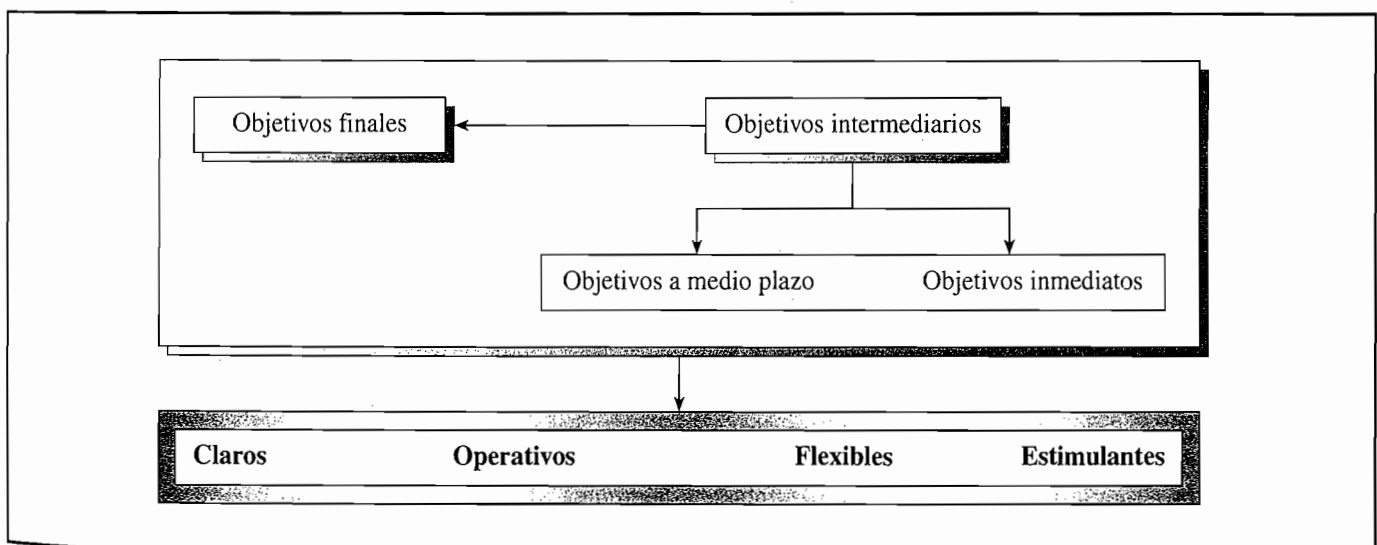 Objetivos finales
Objetivos intermediarios
Objetivos a medio plazo
Objetivos inmediatos
Claros
Operativos
Flexibles
Estimulantes